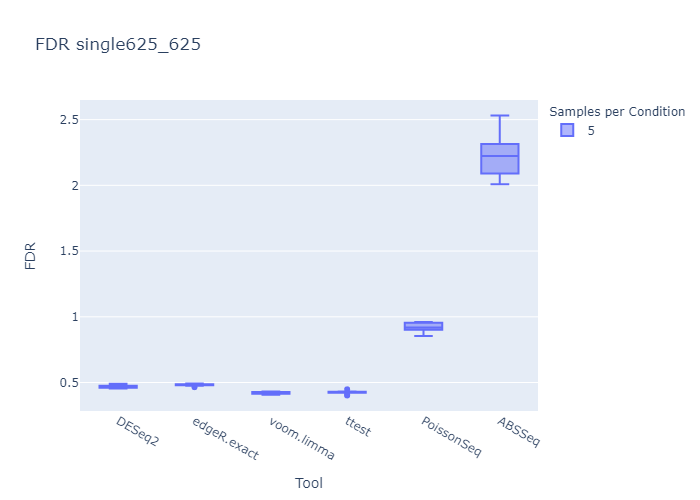 FDR single625_625
Samples per Condition
5
2.5
2
1.5
1
0.5
FDR
DESeq2
edgeR.exact
voom.limma
ttest
PoissonSeq
ABSSeq
Tool